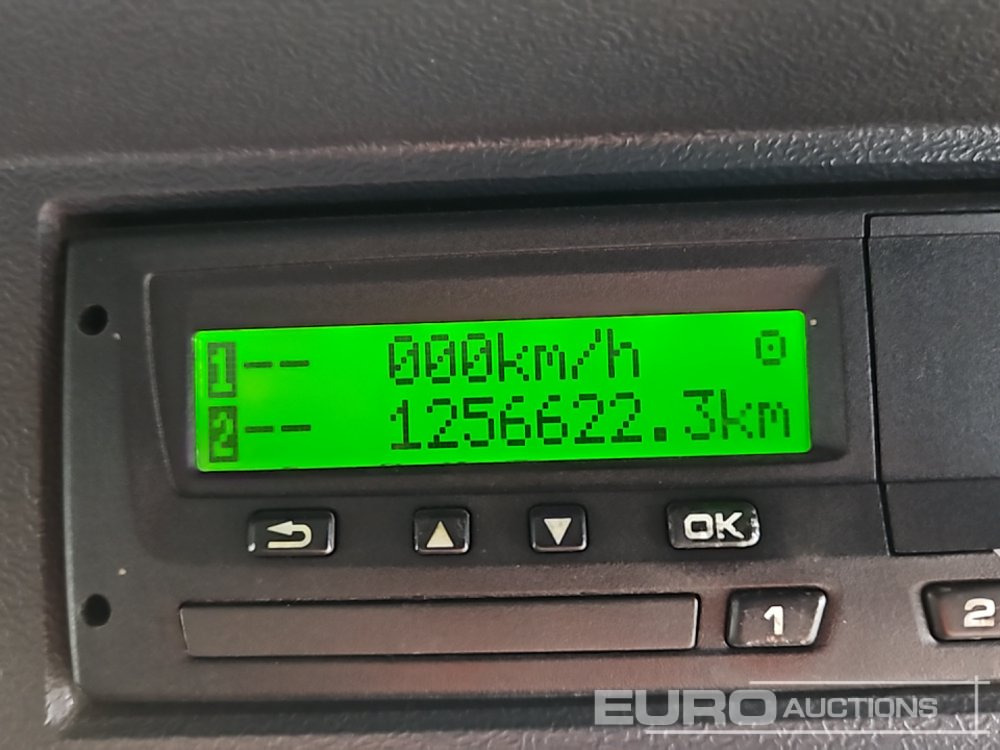 1 -- 000km/h
2 -- 1256622.3km
OK
1
2
EURO AUCTIONS